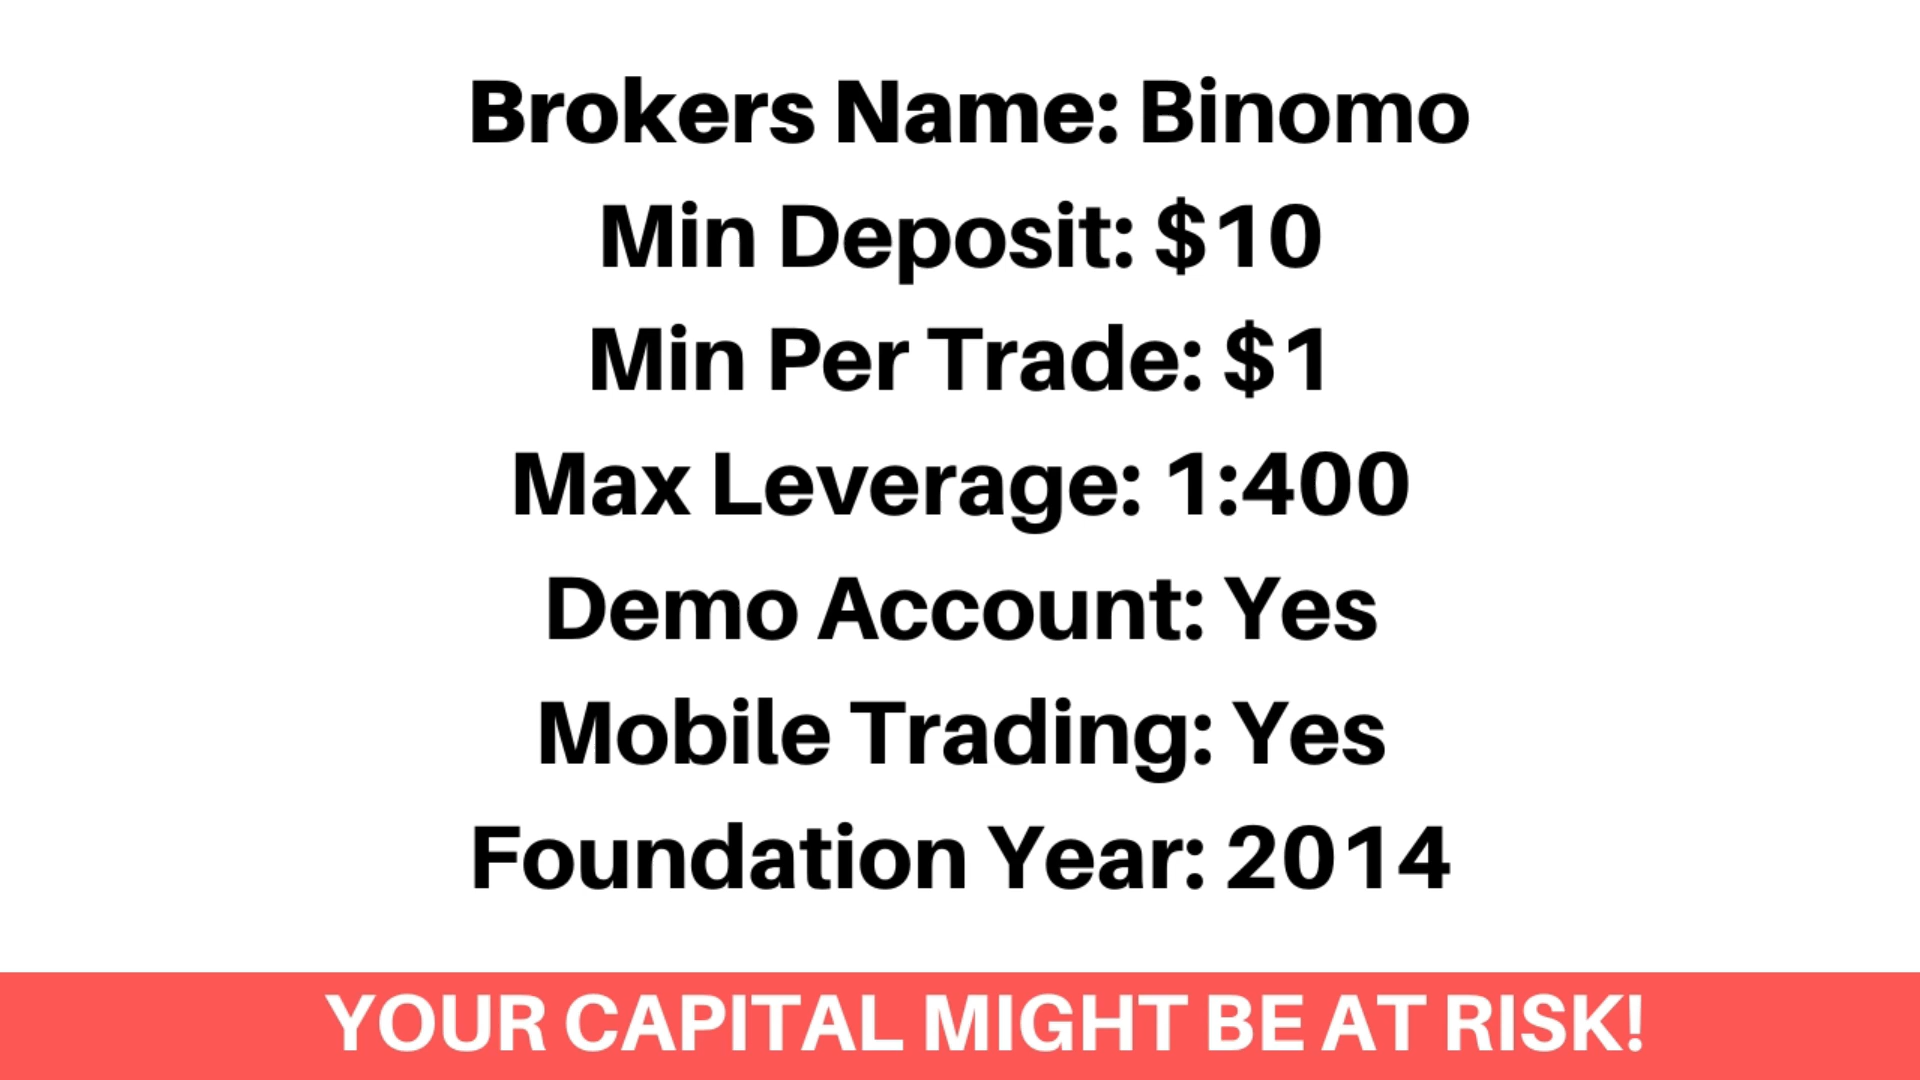 Brokers Name: Binomo
Min Deposit: $10
Min Per Trade: $1
Max Leverage: 1:400
Demo Account: Yes
Mobile Trading: Yes
Foundation Year: 2014
YOUR CAPITAL MIGHT BE AT RISK!